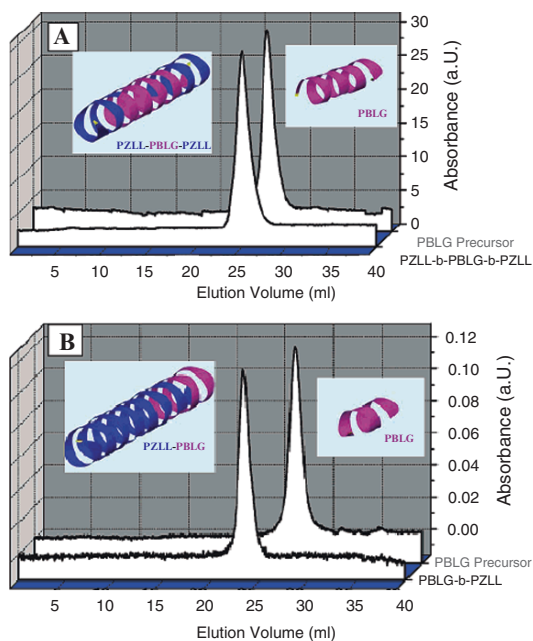 A
30
25
20
15
10
5
0
Absorbance (a.U.)
PZLL-PBLG-PZLL
PBLG
PBLG Precursor
PZLL-b-PBLG-b-PZLL
5 10 15 20 25 30 35 40
Elution Volume (ml)
B
0.12
0.10
0.08
0.06
0.04
0.02
0.00
Absorbance (a.U.)
PZLL-PBLG
PBLG
PBLG Precursor
PBLG-b-PZLL
5 10 15 20 25 30 35 40
Elution Volume (ml)